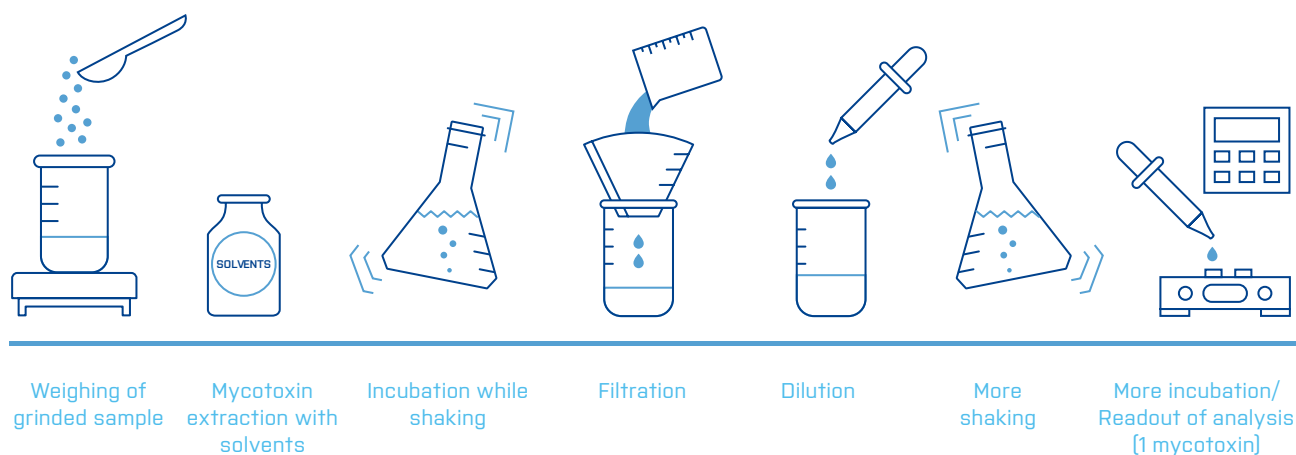 SOLVENTS
Weighing of
grinded sample
Mycotoxin
extraction with
solvents
Incubation while
shaking
Filtration
Dilution
More
shaking
More incubation/
Readout of analysis
(1 mycotoxin)